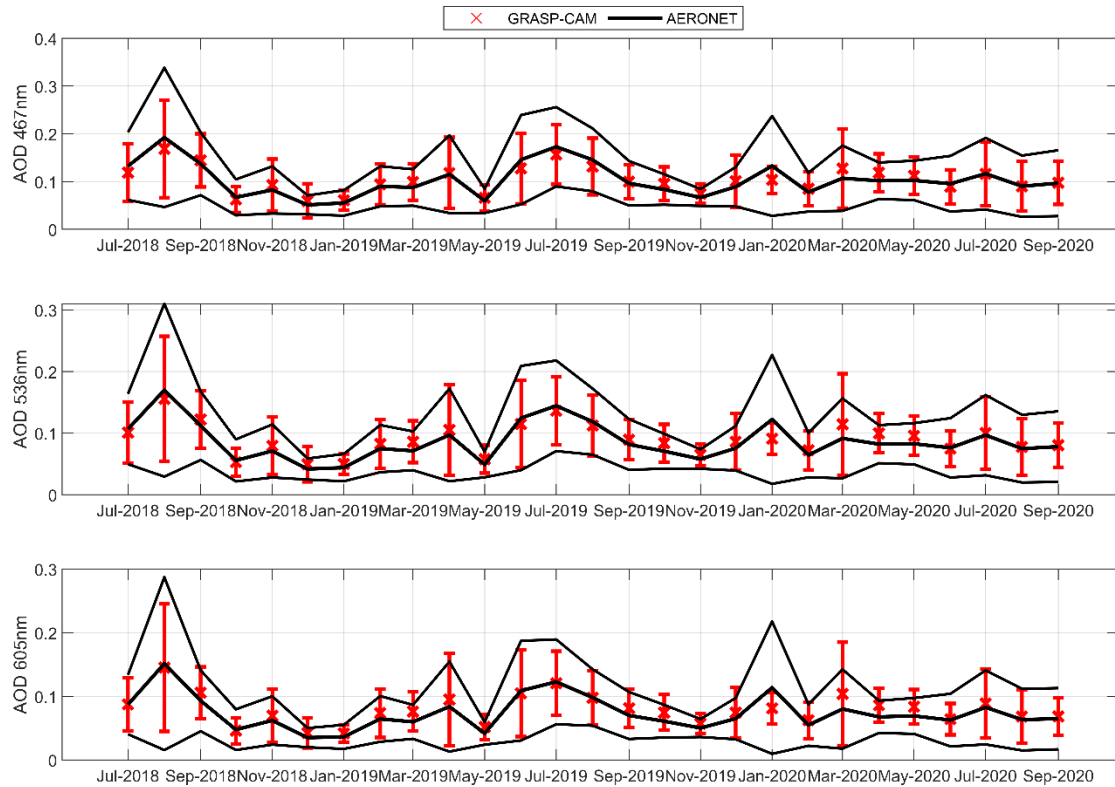 GRASP-CAM AERONET
AOD 467nm
0.4
0.3
0.2
0.1
0
Jul-2018 Sep-2018 Nov-2018 Jan-2019 Mar-2019 May-2019 Jul-2019 Sep-2019 Nov-2019 Jan-2020 Mar-2020 May-2020 Jul-2020 Sep-2020
AOD 536nm
0.3
0.2
0.1
0
Jul-2018 Sep-2018 Nov-2018 Jan-2019 Mar-2019 May-2019 Jul-2019 Sep-2019 Nov-2019 Jan-2020 Mar-2020 May-2020 Jul-2020 Sep-2020
AOD 605nm
0.3
0.2
0.1
0
Jul-2018 Sep-2018 Nov-2018 Jan-2019 Mar-2019 May-2019 Jul-2019 Sep-2019 Nov-2019 Jan-2020 Mar-2020 May-2020 Jul-2020 Sep-2020